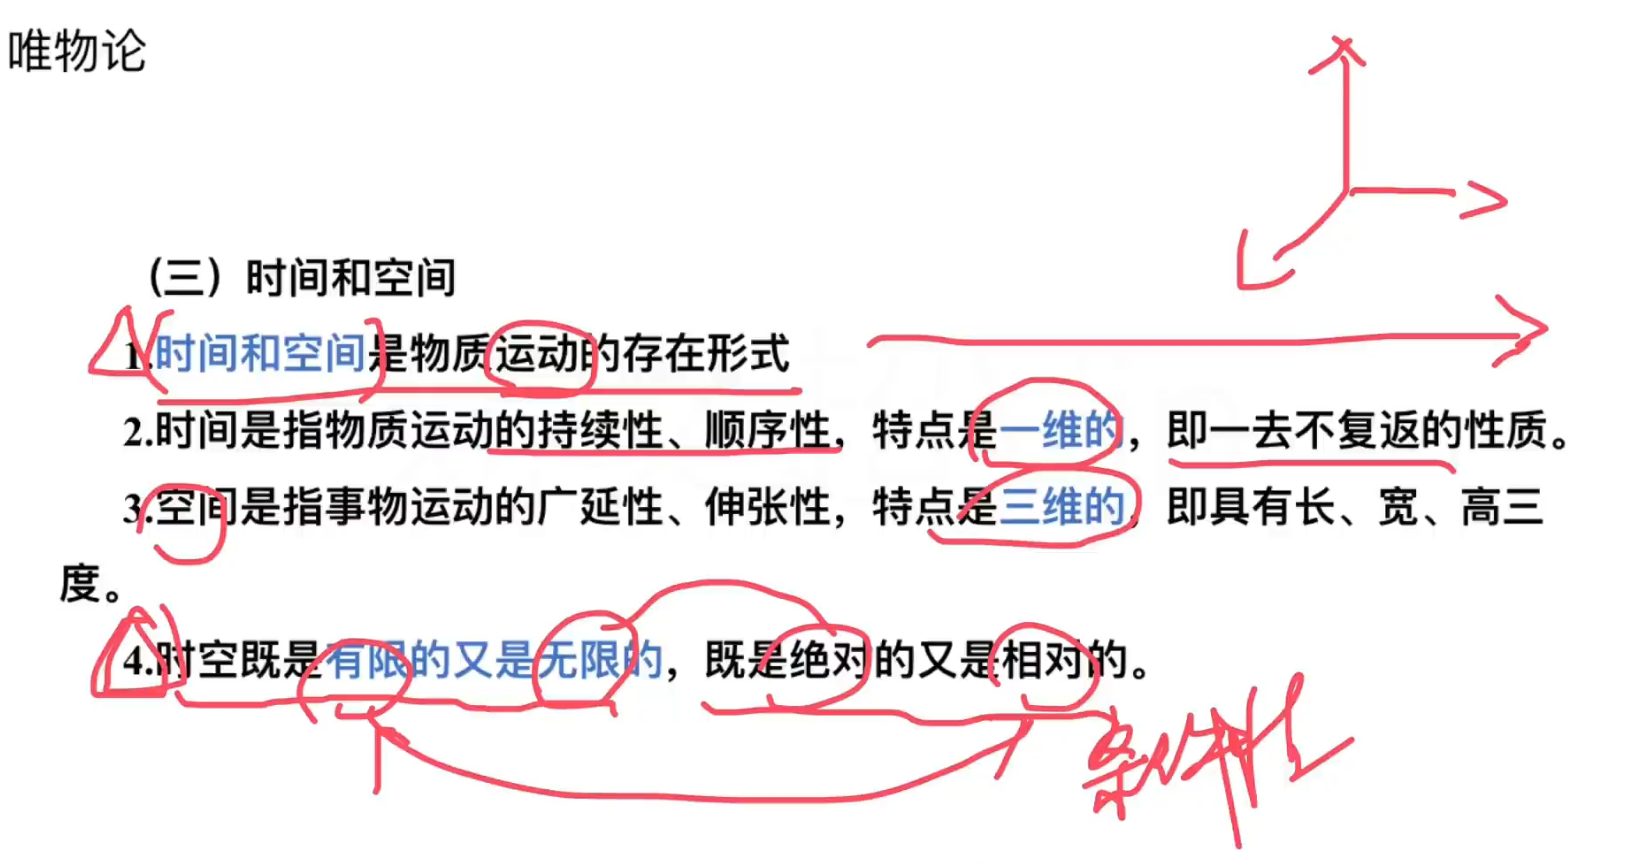 唯物论
（三）时间和空间
1.时间和空间是物质运动的存在形式
2.时间是指物质运动的持续性、顺序性，特点是一维的，即一去不复返的性质。
3.空间是指事物运动的广延性、伸张性，特点是三维的，即具有长、宽、高三
度。
4.时空既是有限的又是无限的，既是绝对的又是相对的。
条件性